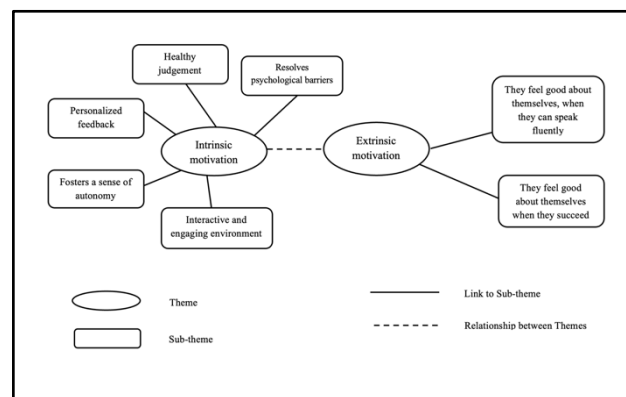 Healthy
judgement
Resolves
psychological barriers
Personalized
feedback
Intrinsic
motivation
Fosters a sense of
autonomy
Interactive and
engaging environment
Extrinsic
motivation
They feel good about
themselves, when
they can speak
fluently
They feel good
about themselves
when they succeed
Theme
Sub-theme
Link to Sub-theme
Relationship between Themes